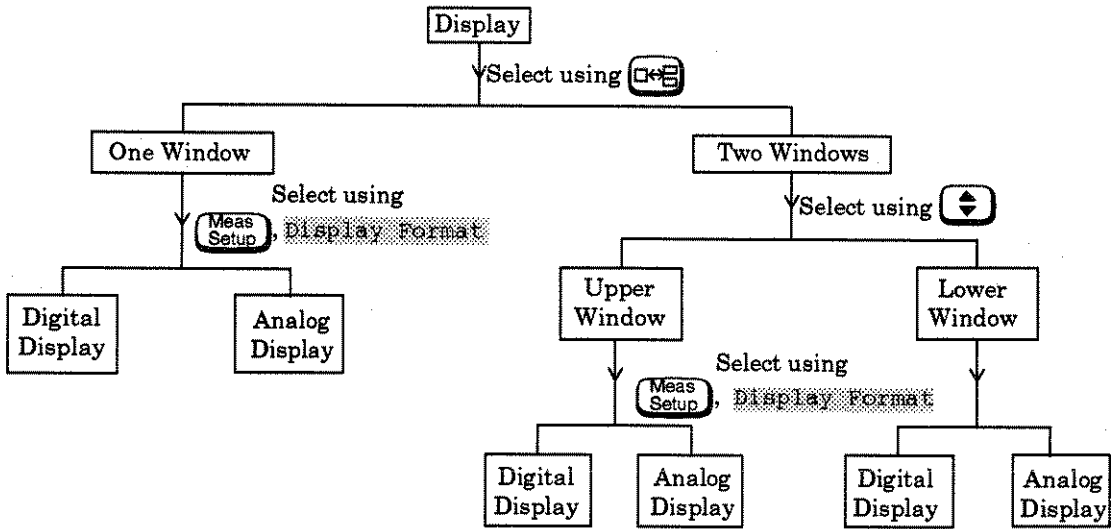 Display
Select using
One Window
Two Windows
Select using
Meas
Setup , Display Format
Select using
Digital
Display
Analog
Display
Upper
Window
Lower
Window
Select using
Meas
Setup , Display Format
Digital
Display
Analog
Display
Digital
Display
Analog
Display